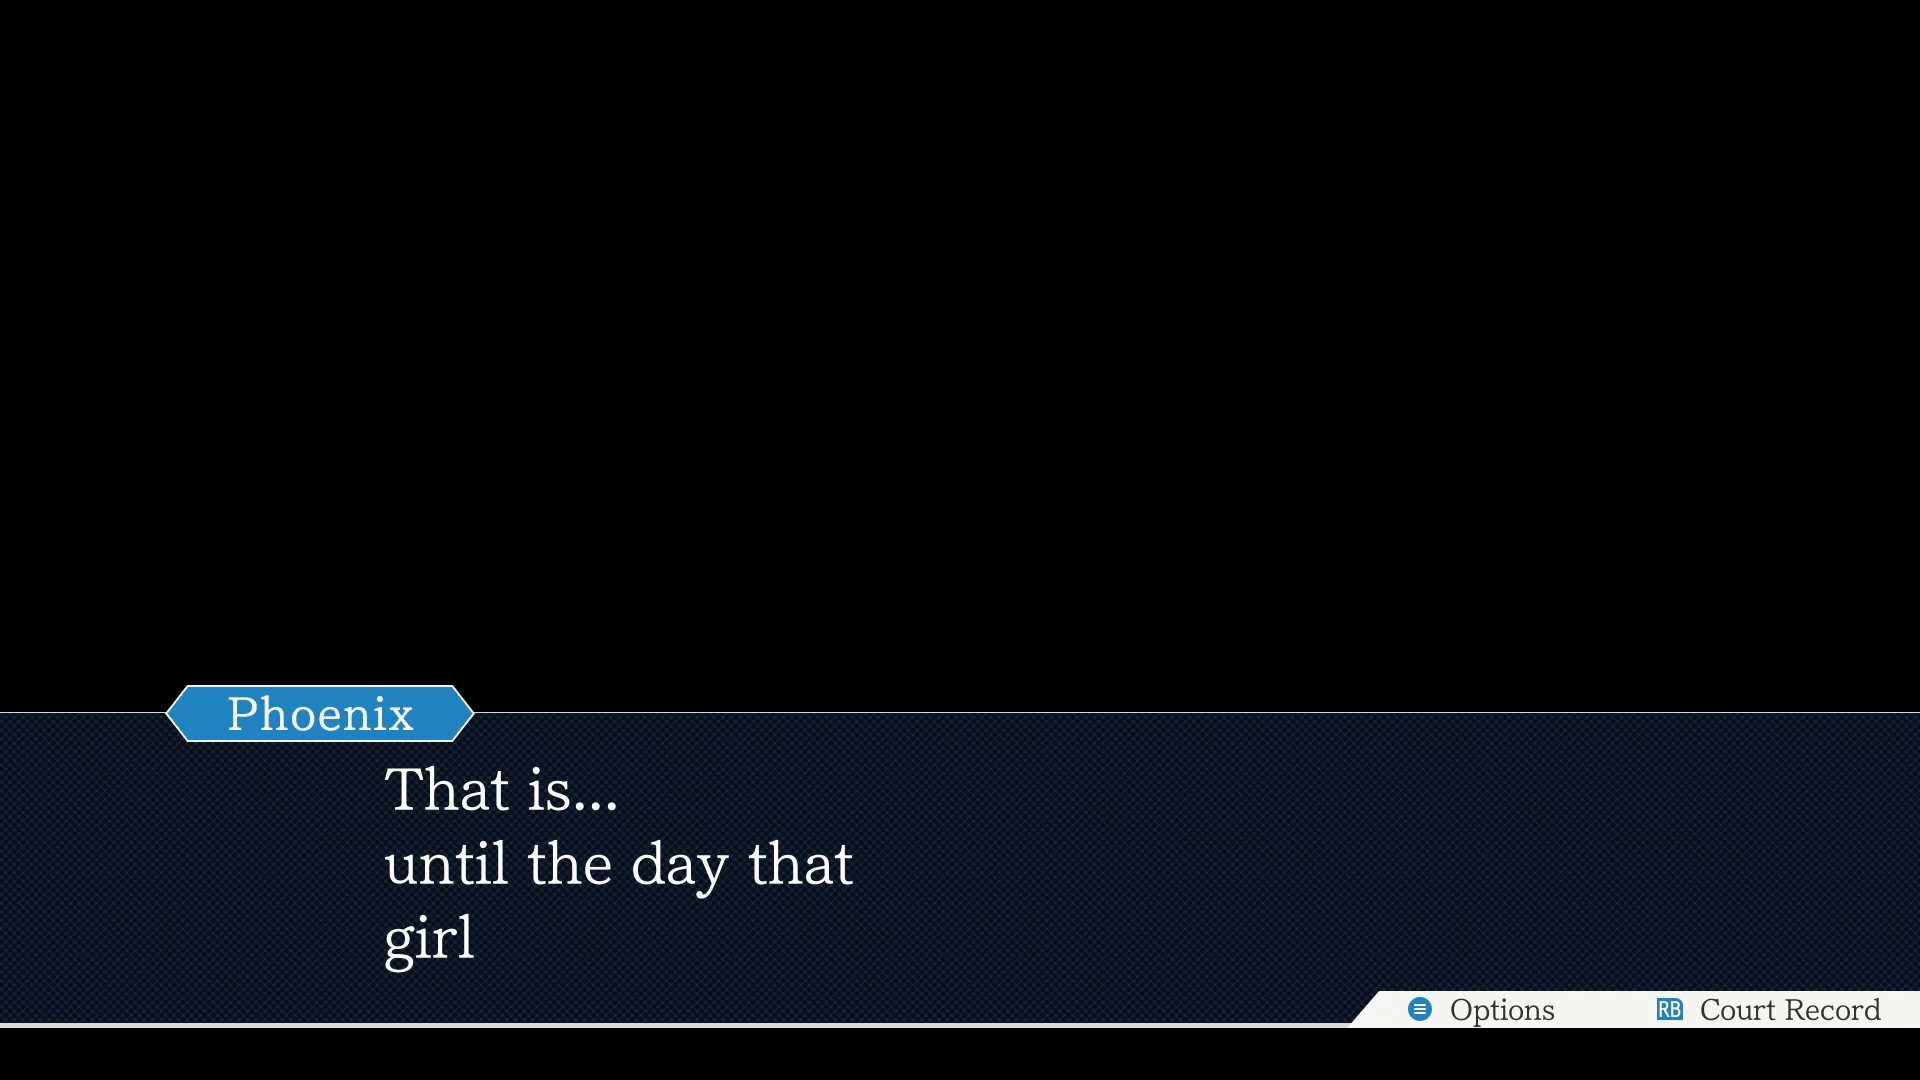 Phoenix
That is...
until the day that
girl
Options
RB Court Record